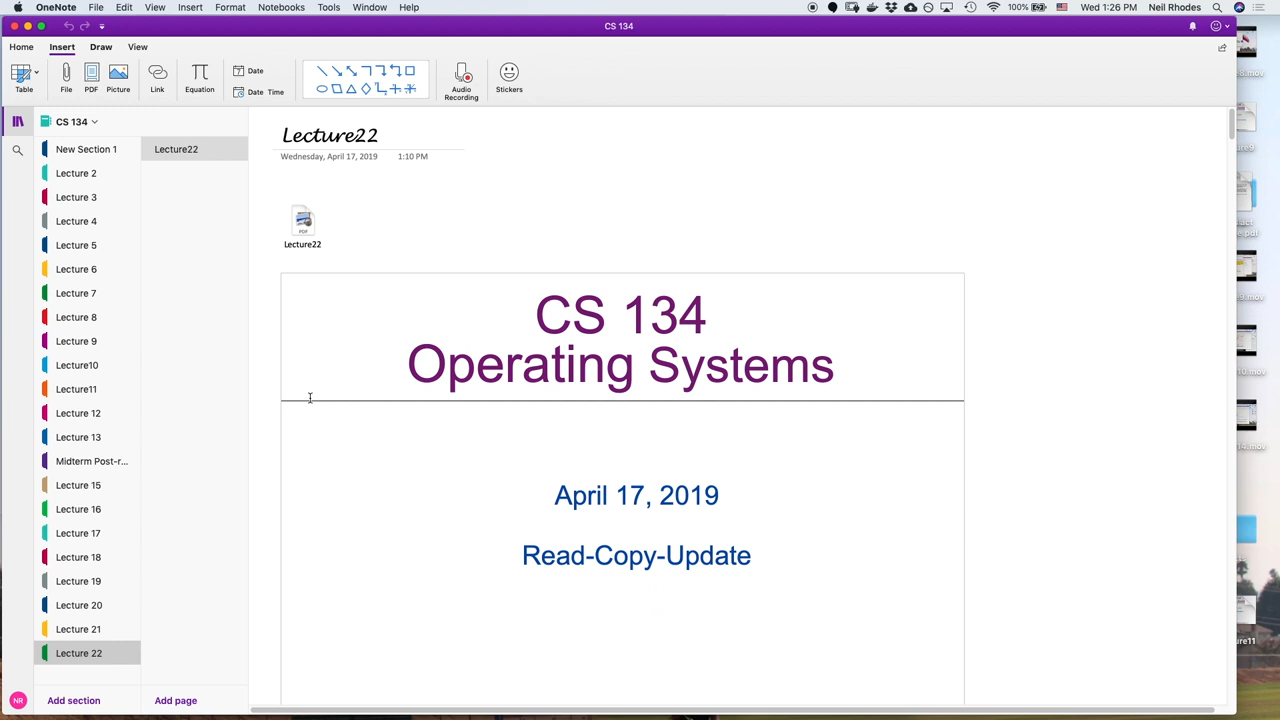 OneNote File Edit View Insert Format Notebooks Tools Window Help 100% Wed 1:26 PM Neil Rhodes
CS 134
Home Insert Draw View
Table File PDF Picture Link Equation Date Date Time Audio Recording Stickers
CS 134
New Section 1
Lecture 2
Lecture 3
Lecture 4
Lecture 5
Lecture 6
Lecture 7
Lecture 8
Lecture 9
Lecture10
Lecture11
Lecture 12
Lecture 13
Midterm Post-r...
Lecture 15
Lecture 16
Lecture 17
Lecture 18
Lecture 19
Lecture 20
Lecture 21
Lecture 22
NR
Add section
Lecture22
Add page
Lecture22
Wednesday, April 17, 2019 1:10 PM
PDF
Lecture22
CS 134
Operating Systems
April 17, 2019
Read-Copy-Update